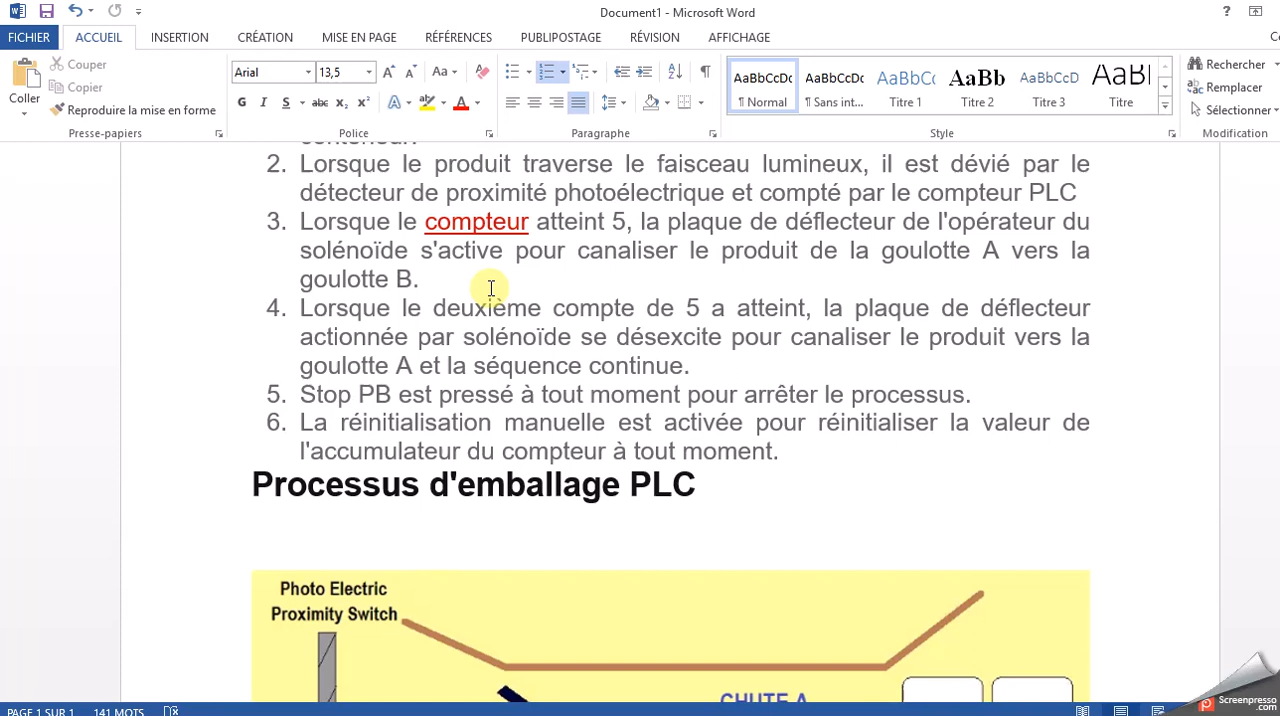 Document1 - Microsoft Word
FICHIER ACCUEIL INSERTION CRÉATION MISE EN PAGE RÉFÉRENCES PUBLIPOSTAGE RÉVISION AFFICHAGE
Coller
Couper
Copier
Reproduire la mise en forme
Presse-papiers
Arial 13,5
Police
Paragraphe
AaBbCcDc AaBbCcDc AaBbCc AaBb AaBbCcD AaBb
¶ Normal ¶ Sans int... Titre 1 Titre 2 Titre 3 Titre
Style
Rechercher
Remplacer
Sélectionner
Modification
2. Lorsque le produit traverse le faisceau lumineux, il est dévié par le
détecteur de proximité photoélectrique et compté par le compteur PLC
3. Lorsque le compteur atteint 5, la plaque de déflecteur de l'opérateur du
solénoïde s'active pour canaliser le produit de la goulotte A vers la
goulotte B.
4. Lorsque le deuxième compte de 5 a atteint, la plaque de déflecteur
actionnée par solénoïde se désexcite pour canaliser le produit vers la
goulotte A et la séquence continue.
5. Stop PB est pressé à tout moment pour arrêter le processus.
6. La réinitialisation manuelle est activée pour réinitialiser la valeur de
l'accumulateur du compteur à tout moment.
Processus d'emballage PLC
Photo Electric
Proximity Switch
CHUTE A
PAGE 1 SUR 1 141 MOTS
Screenpresso
.com